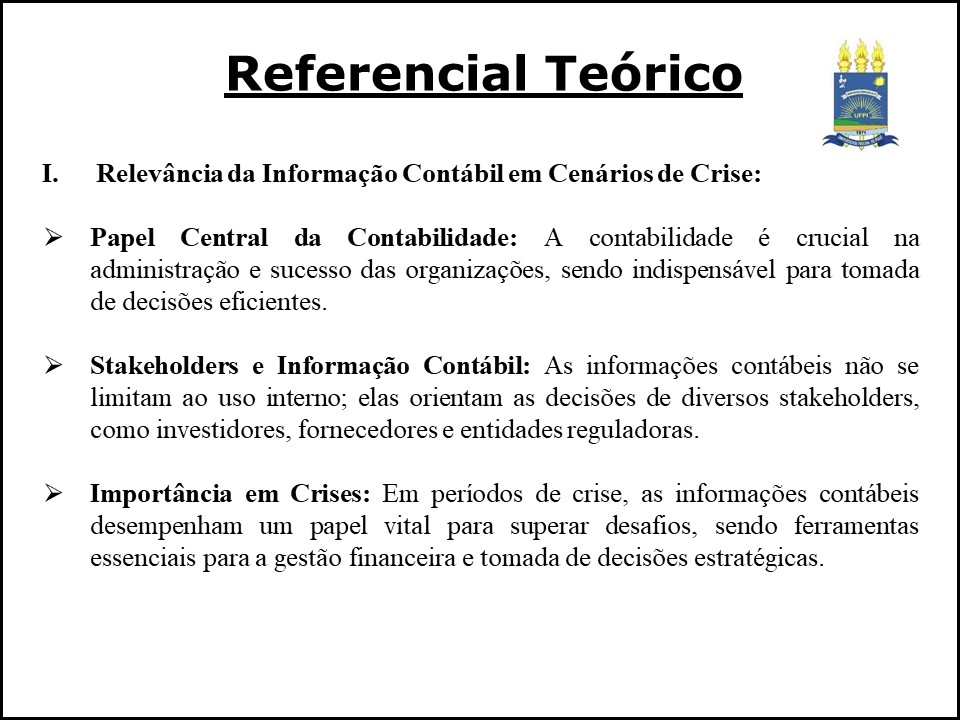 Referencial Teórico
UFPI
1971
I. Relevância da Informação Contábil em Cenários de Crise:
➢ Papel Central da Contabilidade: A contabilidade é crucial na
administração e sucesso das organizações, sendo indispensável para tomada
de decisões eficientes.
➢ Stakeholders e Informação Contábil: As informações contábeis não se
limitam ao uso interno; elas orientam as decisões de diversos stakeholders,
como investidores, fornecedores e entidades reguladoras.
➢ Importância em Crises: Em períodos de crise, as informações contábeis
desempenham um papel vital para superar desafios, sendo ferramentas
essenciais para a gestão financeira e tomada de decisões estratégicas.